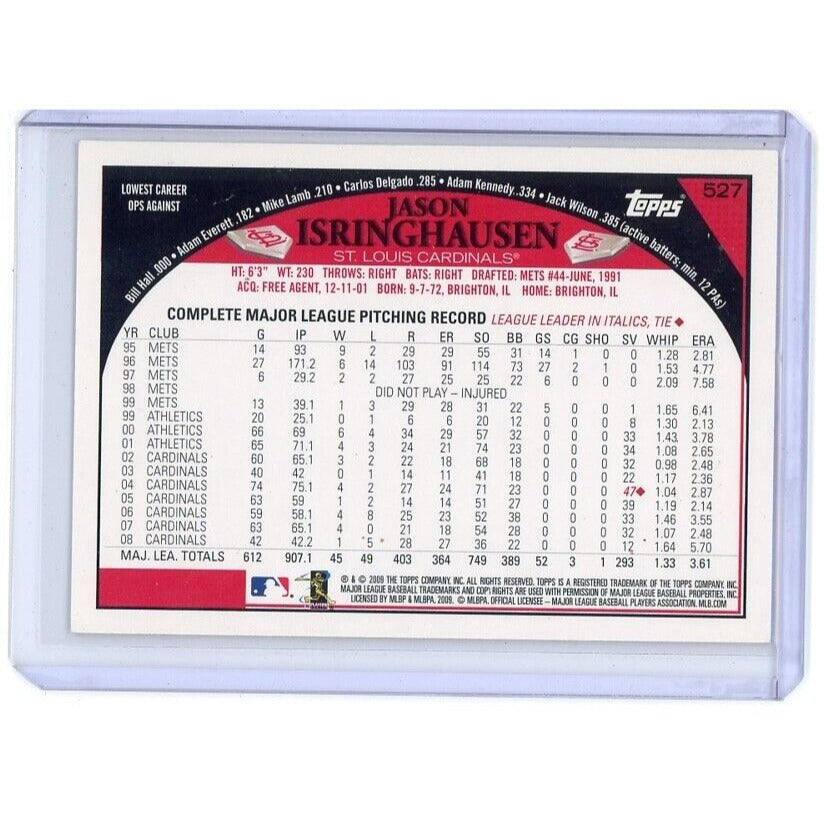 LOWEST CAREER
OPS AGAINST
Bill Hall .000 • Adam Everett .182 • Mike Lamb .210 • Carlos Delgado .285 • Adam Kennedy .334 • Jack Wilson .385 (active batters; min. 12 PAs)
Topps
527
JASON
ISRINGHAUSEN
ST. LOUIS CARDINALS®
HT: 6'3" WT: 230 THROWS: RIGHT BATS: RIGHT DRAFTED: METS #44-JUNE, 1991
ACQ: FREE AGENT, 12-11-01 BORN: 9-7-72, BRIGHTON, IL HOME: BRIGHTON, IL
COMPLETE MAJOR LEAGUE PITCHING RECORD LEAGUE LEADER IN ITALICS, TIE ◆
YR CLUB G IP W L R ER SO BB GS CG SHO SV WHIP ERA
95 METS 14 93 9 2 29 29 55 31 14 1 0 0 1.28 2.81
96 METS 27 171.2 6 14 103 91 114 73 27 2 1 0 1.53 4.77
97 METS 6 29.2 2 2 27 25 25 22 6 0 0 0 2.09 7.58
98 METS DID NOT PLAY – INJURED
99 METS 13 39.1 1 3 29 28 31 22 5 0 0 1 1.65 6.41
99 ATHLETICS 20 25.1 0 1 6 6 20 12 0 0 0 8 1.30 2.13
00 ATHLETICS 66 69 6 4 34 29 57 32 0 0 0 33 1.43 3.78
01 ATHLETICS 65 71.1 4 3 24 21 74 23 0 0 0 34 1.08 2.65
02 CARDINALS 60 65.1 3 2 22 18 68 18 0 0 0 32 0.98 2.48
03 CARDINALS 40 42 0 1 14 11 41 18 0 0 0 22 1.17 2.36
04 CARDINALS 74 75.1 4 2 27 24 71 23 0 0 0 47◆ 1.04 2.87
05 CARDINALS 63 59 1 2 14 14 51 27 0 0 0 39 1.19 2.14
06 CARDINALS 59 58.1 4 8 25 23 52 38 0 0 0 33 1.46 3.55
07 CARDINALS 63 65.1 4 0 21 18 54 28 0 0 0 32 1.07 2.48
08 CARDINALS 42 42.2 1 5 28 27 36 22 0 0 0 12 1.64 5.70
MAJ. LEA. TOTALS 612 907.1 45 49 403 364 749 389 52 3 1 293 1.33 3.61
® & © 2009 THE TOPPS COMPANY, INC. ALL RIGHTS RESERVED. TOPPS IS A REGISTERED TRADEMARK OF THE TOPPS COMPANY, INC.
MAJOR LEAGUE BASEBALL TRADEMARKS AND COPYRIGHTS ARE USED WITH PERMISSION OF MAJOR LEAGUE BASEBALL PROPERTIES, INC.
LICENSED BY MLBP & MLBPA, 2009. © MLBPA. OFFICIAL LICENSEE – MAJOR LEAGUE BASEBALL PLAYERS ASSOCIATION. MLB.COM